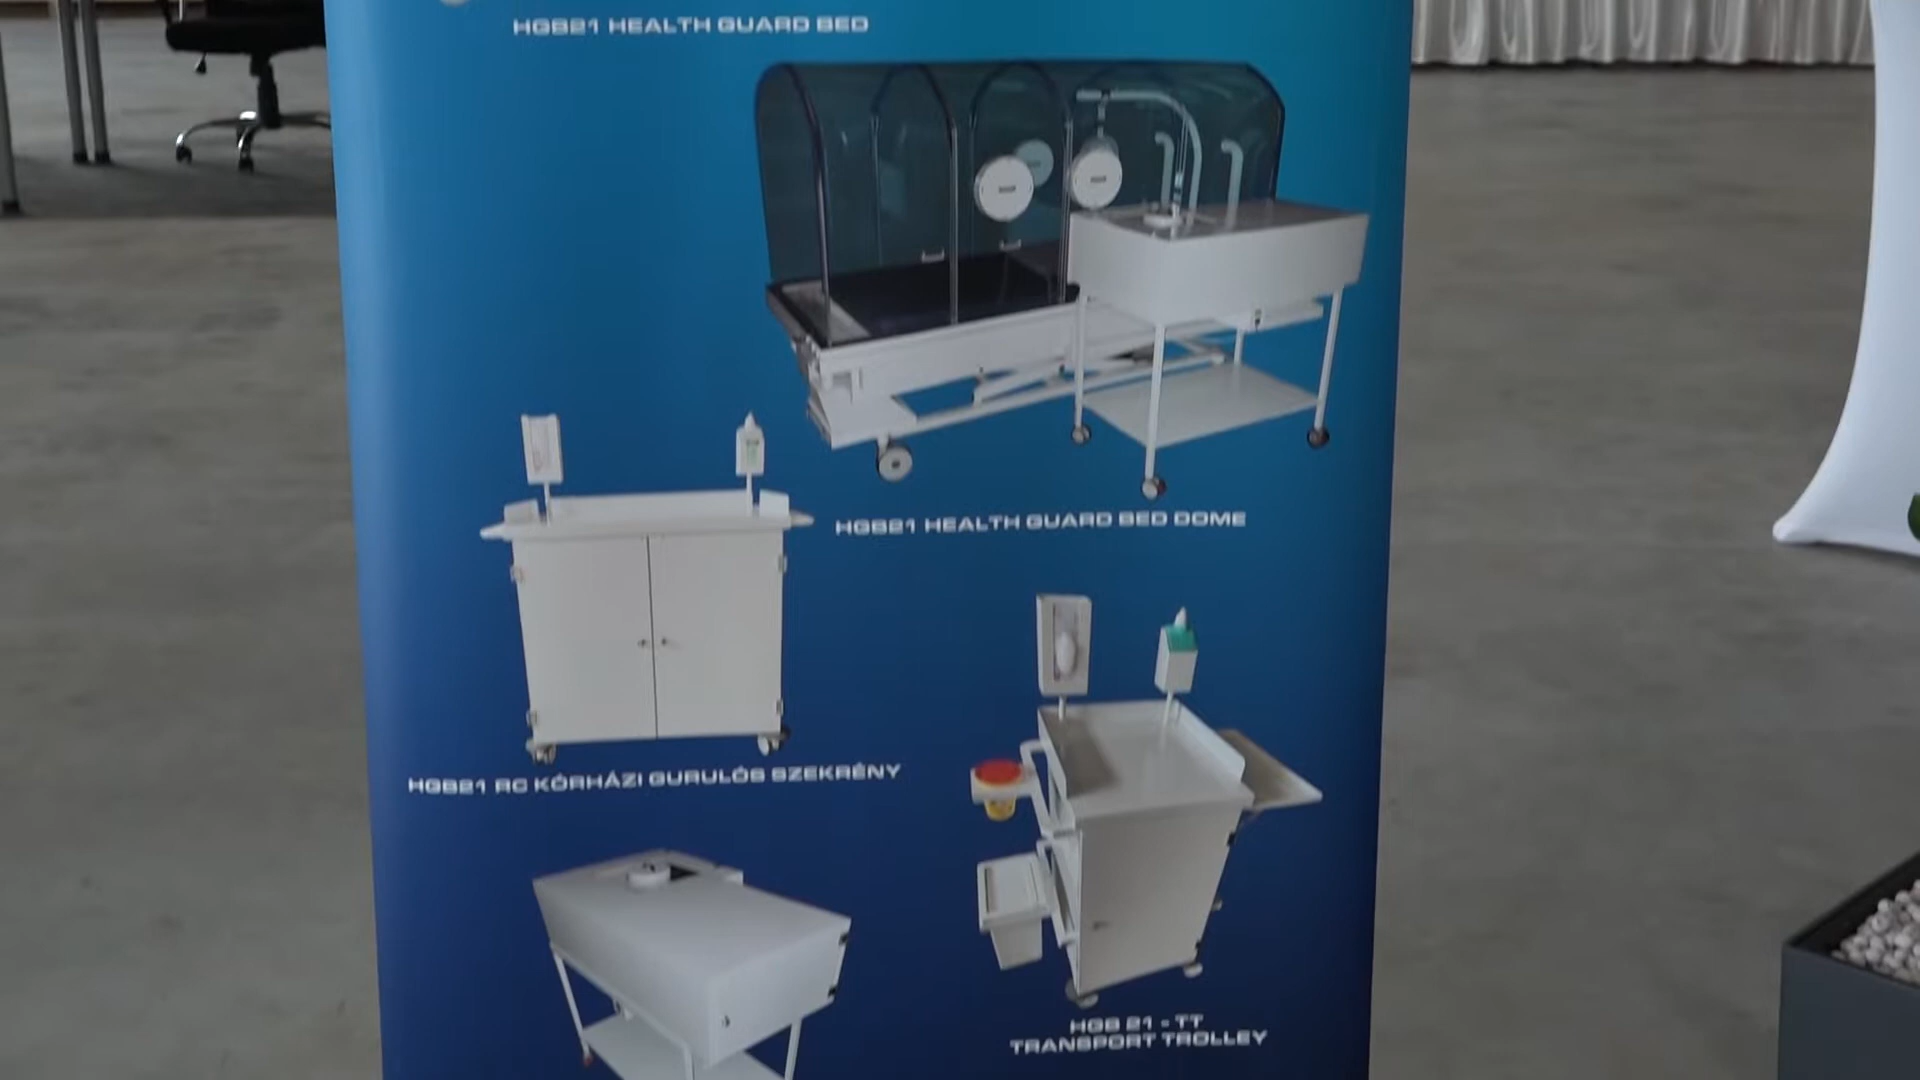 HGB21 HEALTH GUARD BED
HGB21 HEALTH GUARD BED DOME
HGB21 RC KÓRHÁZI GURULÓS SZEKRÉNY
HGB 21 - TT
TRANSPORT TROLLEY